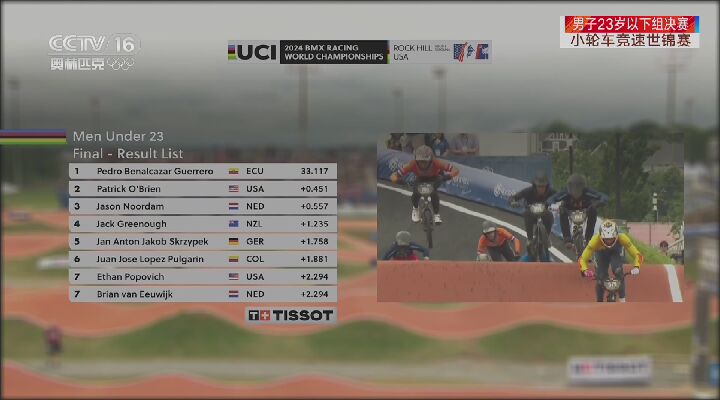 CCTV 16
奥林匹克
UCI
2024 BMX RACING
WORLD CHAMPIONSHIPS
ROCK HILL
USA
男子23岁以下组决赛
小轮车竞速世锦赛
Men Under 23
Final - Result List
1 Pedro Benalcazar Guerrero ECU 33.117
2 Patrick O'Brien USA +0.451
3 Jason Noordam NED +0.557
4 Jack Greenough NZL +1.235
5 Jan Anton Jakob Skrzypek GER +1.758
6 Juan Jose Lopez Pulgarin COL +1.881
7 Ethan Popovich USA +2.294
7 Brian van Eeuwijk NED +2.294
TISSOT
TISSOT